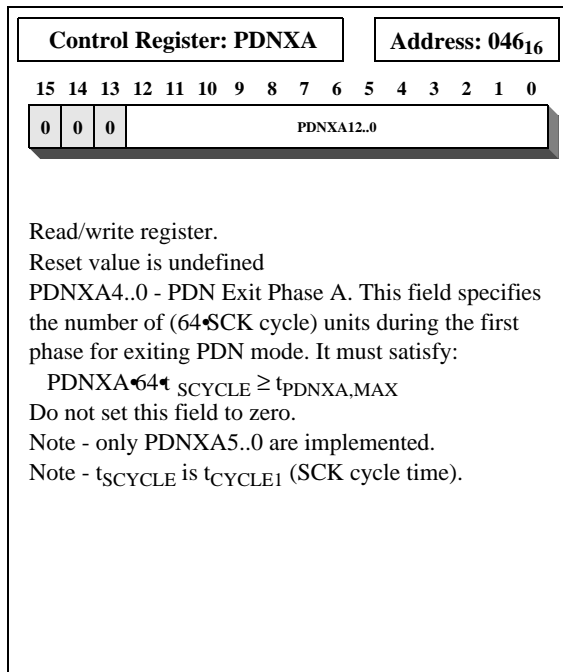 Control Register: PDNXA Address: 046₁₆
15 14 13 12 11 10 9 8 7 6 5 4 3 2 1 0
0 0 0 PDNXA12..0
Read/write register.
Reset value is undefined
PDNXA4..0 - PDN Exit Phase A. This field specifies
the number of (64•SCK cycle) units during the first
phase for exiting PDN mode. It must satisfy:
PDNXA•64•t SCYCLE ≥ tPDNXA,MAX
Do not set this field to zero.
Note - only PDNXA5..0 are implemented.
Note - tSCYCLE is tCYCLE1 (SCK cycle time).